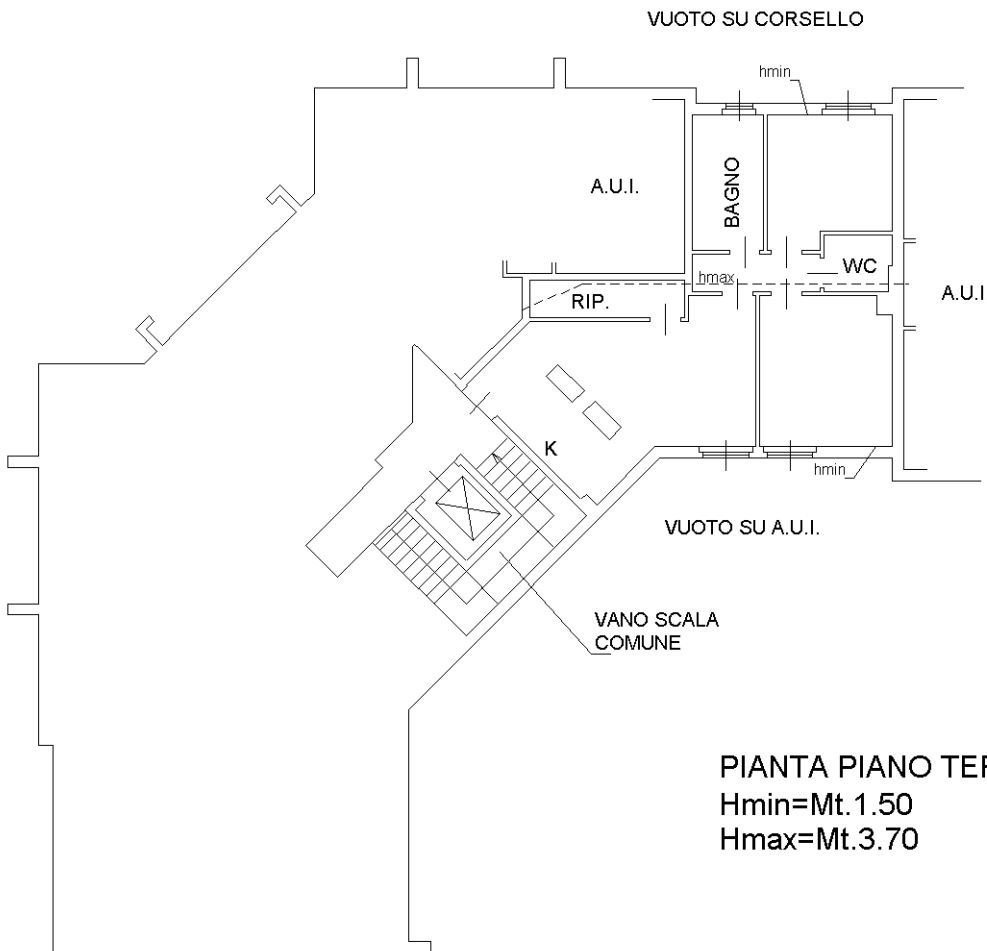 VUOTO SU CORSELLO
hmin
A.U.I.
BAGNO
WC
hmax
A.U.I
RIP.
K
hmin
VUOTO SU A.U.I.
VANO SCALA
COMUNE
PIANTA PIANO
Hmin=Mt.1.50
Hmax=Mt.3.70